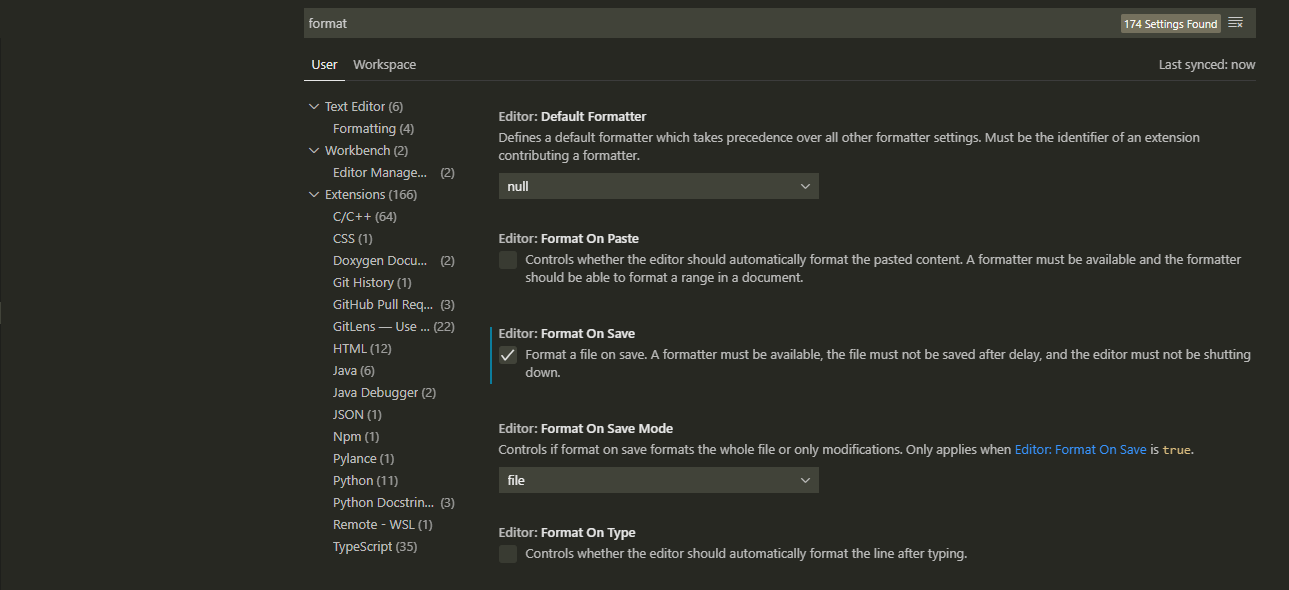 format
174 Settings Found
User Workspace
Last synced: now
Text Editor (6)
Formatting (4)
Workbench (2)
Editor Manage... (2)
Extensions (166)
C/C++ (64)
CSS (1)
Doxygen Docu... (2)
Git History (1)
GitHub Pull Req... (3)
GitLens — Use ... (22)
HTML (12)
Java (6)
Java Debugger (2)
JSON (1)
Npm (1)
Pylance (1)
Python (11)
Python Docstrin... (3)
Remote - WSL (1)
TypeScript (35)
Editor: Default Formatter
Defines a default formatter which takes precedence over all other formatter settings. Must be the identifier of an extension
contributing a formatter.
null
Editor: Format On Paste
Controls whether the editor should automatically format the pasted content. A formatter must be available and the formatter
should be able to format a range in a document.
Editor: Format On Save
Format a file on save. A formatter must be available, the file must not be saved after delay, and the editor must not be shutting
down.
Editor: Format On Save Mode
Controls if format on save formats the whole file or only modifications. Only applies when Editor: Format On Save is true.
file
Editor: Format On Type
Controls whether the editor should automatically format the line after typing.